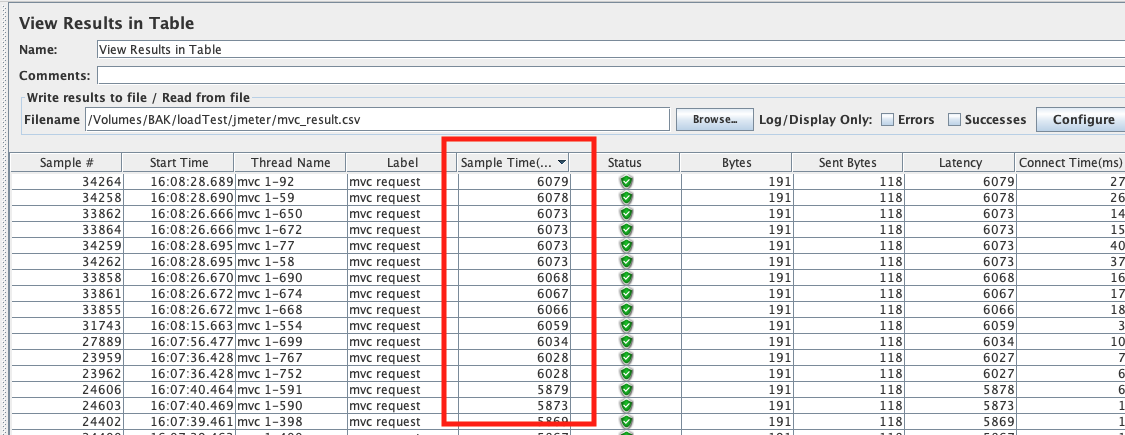 View Results in Table
Name: View Results in Table
Comments:
Write results to file / Read from file
Filename /Volumes/BAK/loadTest/jmeter/mvc_result.csv Browse... Log/Display Only: Errors Successes Configure
Sample # Start Time Thread Name Label Sample Time(... Status Bytes Sent Bytes Latency Connect Time(ms)
34264 16:08:28.689 mvc 1-92 mvc request 6079 191 118 6079 27
34258 16:08:28.690 mvc 1-59 mvc request 6078 191 118 6078 26
33862 16:08:26.666 mvc 1-650 mvc request 6073 191 118 6073 14
33864 16:08:26.666 mvc 1-672 mvc request 6073 191 118 6073 15
34259 16:08:28.695 mvc 1-77 mvc request 6073 191 118 6073 40
34262 16:08:28.695 mvc 1-58 mvc request 6073 191 118 6073 37
33858 16:08:26.670 mvc 1-690 mvc request 6068 191 118 6068 16
33861 16:08:26.672 mvc 1-674 mvc request 6067 191 118 6067 17
33855 16:08:26.672 mvc 1-668 mvc request 6066 191 118 6066 18
31743 16:08:15.663 mvc 1-554 mvc request 6059 191 118 6059 3
27889 16:07:56.477 mvc 1-699 mvc request 6034 191 118 6034 10
23959 16:07:36.428 mvc 1-767 mvc request 6028 191 118 6027 7
23962 16:07:36.428 mvc 1-752 mvc request 6028 191 118 6027 6
24606 16:07:40.464 mvc 1-591 mvc request 5879 191 118 5878 6
24603 16:07:40.469 mvc 1-590 mvc request 5873 191 118 5873 1
24402 16:07:39.461 mvc 1-398 mvc request 5869 191 118 5869 1